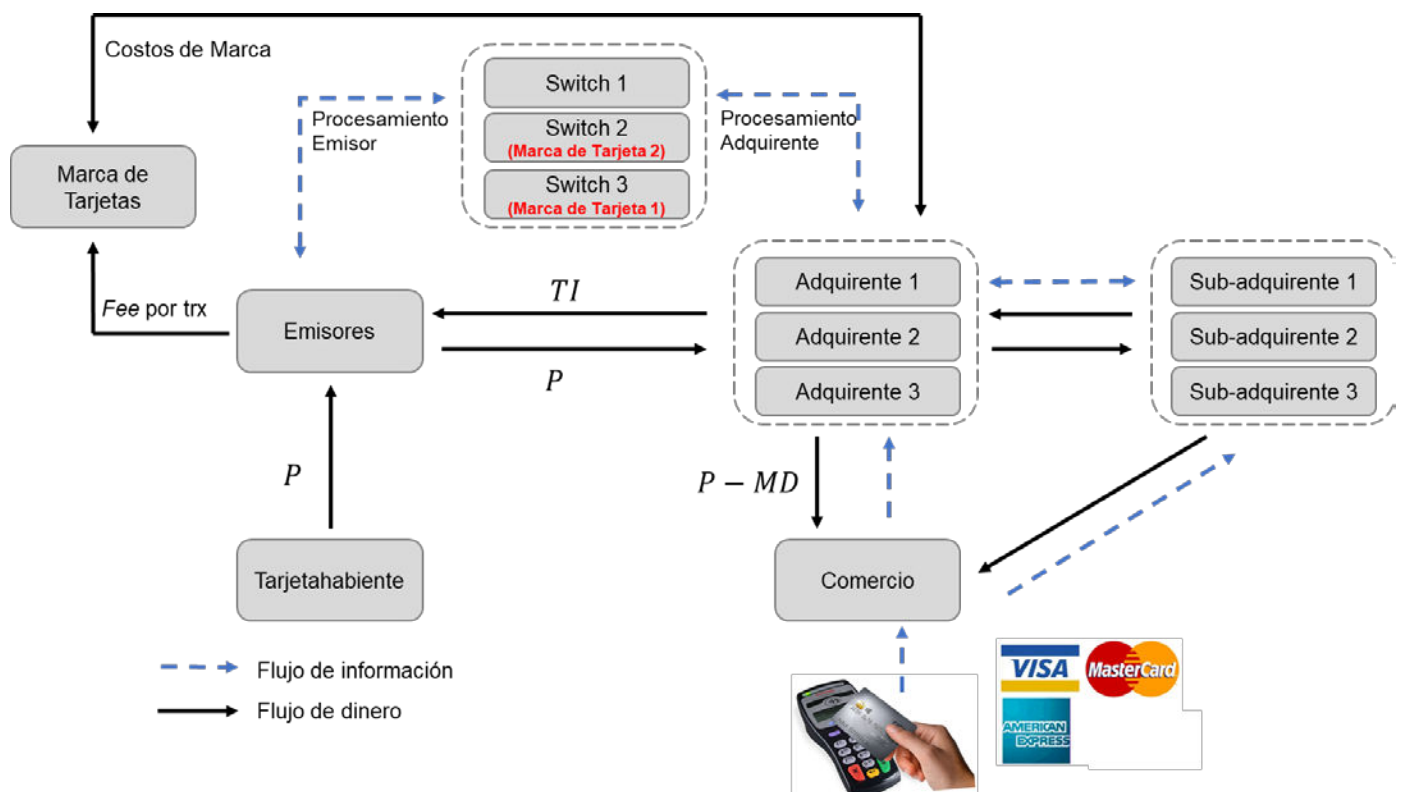 Costos de Marca
Switch 1
Procesamiento
Emisor
Switch 2
(Marca de Tarjeta 2)
Procesamiento
Adquirente
Marca de
Tarjetas
Switch 3
(Marca de Tarjeta 1)
Adquirente 1
Sub-adquirente 1
Fee por trx
TI
Emisores
Adquirente 2
Sub-adquirente 2
P
Adquirente 3
Sub-adquirente 3
P
P − MD
Tarjetahabiente
Comercio
Flujo de información
Flujo de dinero
VISA
MasterCard
AMERICAN
EXPRESS